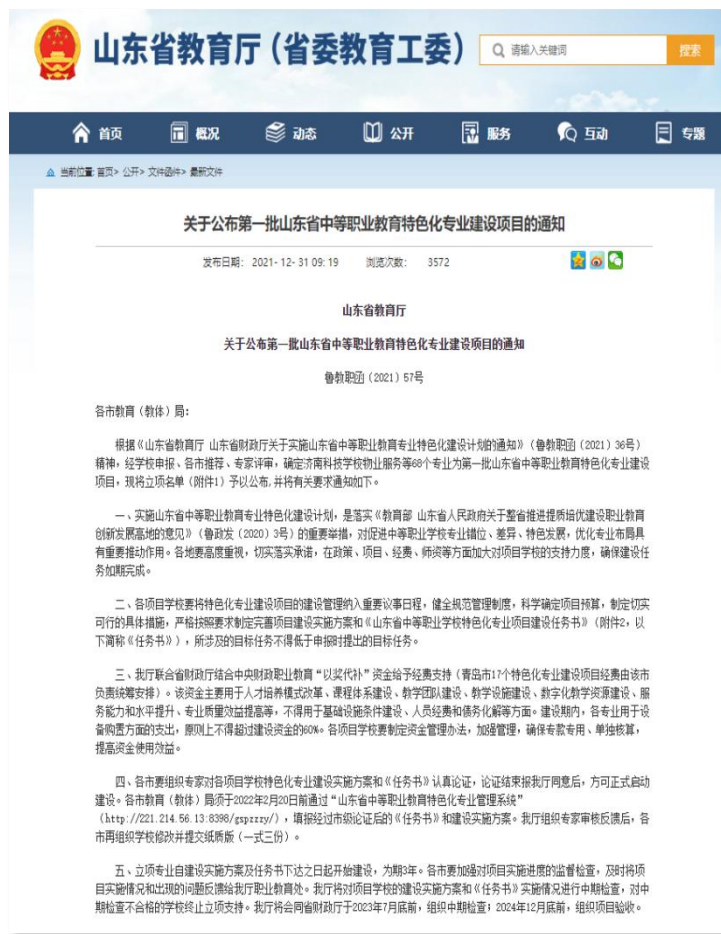 山东省教育厅（省委教育工委）
请输入关键词
搜索
首页 概况 动态 公开 服务 互动 专题
当前位置:首页> 公开> 文件函件> 最新文件
关于公布第一批山东省中等职业教育特色化专业建设项目的通知
发布日期: 2021-12-31 09:19 浏览次数: 3572
山东省教育厅
关于公布第一批山东省中等职业教育特色化专业建设项目的通知
鲁教职函（2021）57号
各市教育（教体）局：
根据《山东省教育厅 山东省财政厅关于实施山东省中等职业教育专业特色化建设计划的通知》（鲁教职函（2021）36号）
精神，经学校申报、各市推荐、专家评审，确定济南科技学校物业服务等68个专业为第一批山东省中等职业教育特色化专业建设
项目，现将立项名单（附件1）予以公布,并将有关要求通知如下。
一、实施山东省中等职业教育专业特色化建设计划，是落实《教育部 山东省人民政府关于整省推进提质培优建设职业教育
创新发展高地的意见》（鲁政发（2020）3号）的重要举措，对促进中等职业学校专业错位、差异、特色发展，优化专业布局具
有重要推动作用。各地要高度重视，切实落实承诺，在政策、项目、经费、师资等方面加大对项目学校的支持力度，确保建设任
务如期完成。
二、各项目学校要将特色化专业建设项目的建设管理纳入重要议事日程，健全规范管理制度，科学确定项目预算，制定切实
可行的具体措施，严格按照要求制定完善项目建设实施方案和《山东省中等职业学校特色化专业项目建设任务书》（附件2，以
下简称《任务书》），所涉及的目标任务不得低于申报时提出的目标任务。
三、我厅联合省财政厅结合中央财政职业教育“以奖代补”资金给予经费支持（青岛市17个特色化专业建设项目经费由该市
负责统筹安排）。该资金主要用于人才培养模式改革、课程体系建设、教学团队建设、教学设施建设、数字化教学资源建设、服
务能力和水平提升、专业质量效益提高等，不得用于基础设施条件建设、人员经费和债务化解等方面。建设期内，各专业用于设
备购置方面的支出，原则上不得超过建设资金的60%。各项目学校要制定资金管理办法，加强管理，确保专款专用、单独核算，
提高资金使用效益。
四、各市要组织专家对各项目学校特色化专业建设实施方案和《任务书》认真论证，论证结束报我厅同意后，方可正式启动
建设。各市教育（教体）局须于2022年2月20日前通过“山东省中等职业教育特色化专业管理系统”
（http://221.214.56.13:8398/gspzzzy/），填报经过市级论证后的《任务书》和建设实施方案。我厅组织专家审核反馈后，各
市再组织学校修改并提交纸质版（一式三份）。
五、立项专业自建设实施方案及任务书下达之日起开始建设，为期3年。各市要加强对项目实施进度的监督检查，及时将项
目实施情况和出现的问题反馈给我厅职业教育处。我厅将对项目学校的建设实施方案和《任务书》实施情况进行中期检查，对中
期检查不合格的学校终止立项支持。我厅将会同省财政厅于2023年7月底前，组织中期检查；2024年12月底前，组织项目验收。